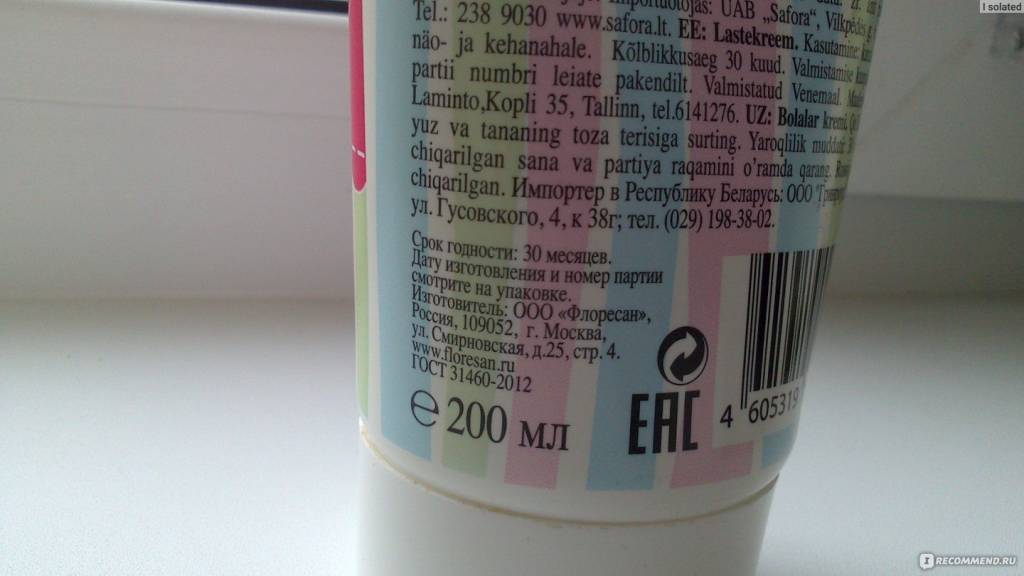 I solated
Importuotojas: UAB „Safora”,
Tel.: 238 9030 www.safora.lt. EE: Lastekreem. Kasutamine:
näo- ja kehanahale. Kõlblikkusaeg 30 kuud. Valmistamise
partii numbri leiate pakendilt. Valmistatud Venemaal.
Laminto,Kopli 35, Tallinn, tel.6141276. UZ: Bolalar kremi.
yuz va tananing toza terisiga surting. Yaroqlilik
chiqarilgan sana va partiya raqamini o'ramda qarang.
chiqarilgan. Импортер в Республику Беларусь: ООО
ул. Гусовского, 4, к 38г; тел. (029) 198-38-02.
Срок годности: 30 месяцев.
Дату изготовления и номер партии
смотрите на упаковке.
Изготовитель: ООО «Флоресан»,
Россия, 109052, г. Москва,
ул. Смирновская, д.25, стр. 4.
www.floresan.ru
ГОСТ 31460-2012
℮ 200 мл
EAC
4 605319
I RECOMMEND.RU